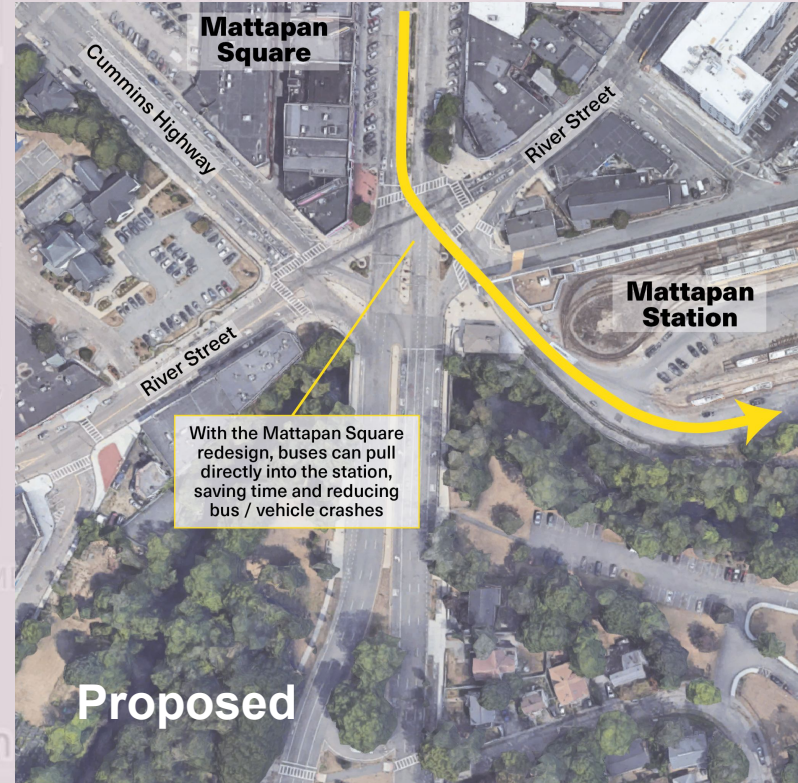 Mattapan
Square
Cummins Highway
River Street
Mattapan
Station
River Street
With the Mattapan Square
redesign, buses can pull
directly into the station,
saving time and reducing
bus / vehicle crashes
Proposed